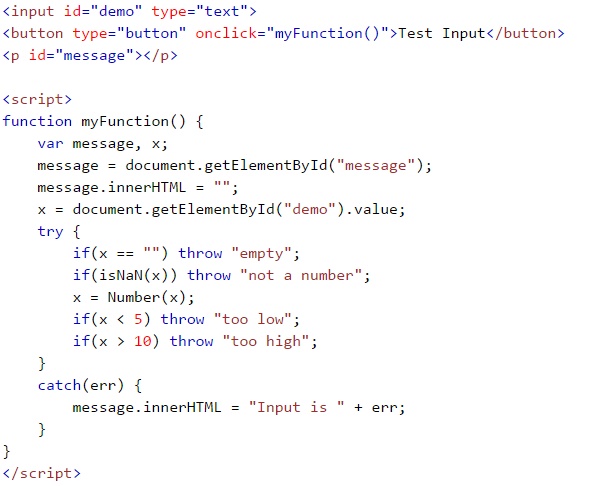 <input id="demo" type="text">
<button type="button" onclick="myFunction()">Test Input</button>
<p id="message"></p>

<script>
function myFunction() {
    var message, x;
    message = document.getElementById("message");
    message.innerHTML = "";
    x = document.getElementById("demo").value;
    try {
        if(x == "") throw "empty";
        if(isNaN(x)) throw "not a number";
        x = Number(x);
        if(x < 5) throw "too low";
        if(x > 10) throw "too high";
    }
    catch(err) {
        message.innerHTML = "Input is " + err;
    }
}
</script>